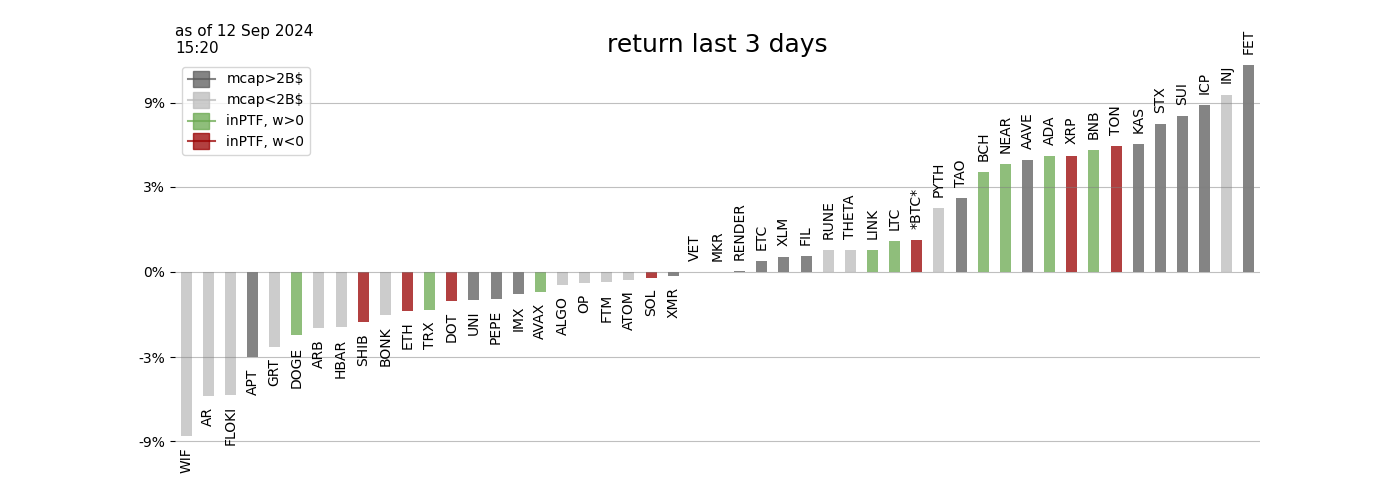 as of 12 Sep 2024
15:20
return last 3 days
mcap>2B$
mcap<2B$
inPTF, w>0
inPTF, w<0
9%
3%
0%
-3%
-9%
WIF
AR
FLOKI
APT
GRT
DOGE
ARB
HBAR
SHIB
BONK
ETH
TRX
DOT
UNI
PEPE
IMX
AVAX
ALGO
OP
FTM
ATOM
SOL
XMR
VET
MKR
RENDER
ETC
XLM
FIL
RUNE
THETA
LINK
LTC
*BTC*
PYTH
TAO
BCH
NEAR
AAVE
ADA
XRP
BNB
TON
KAS
STX
SUI
ICP
INJ
FET